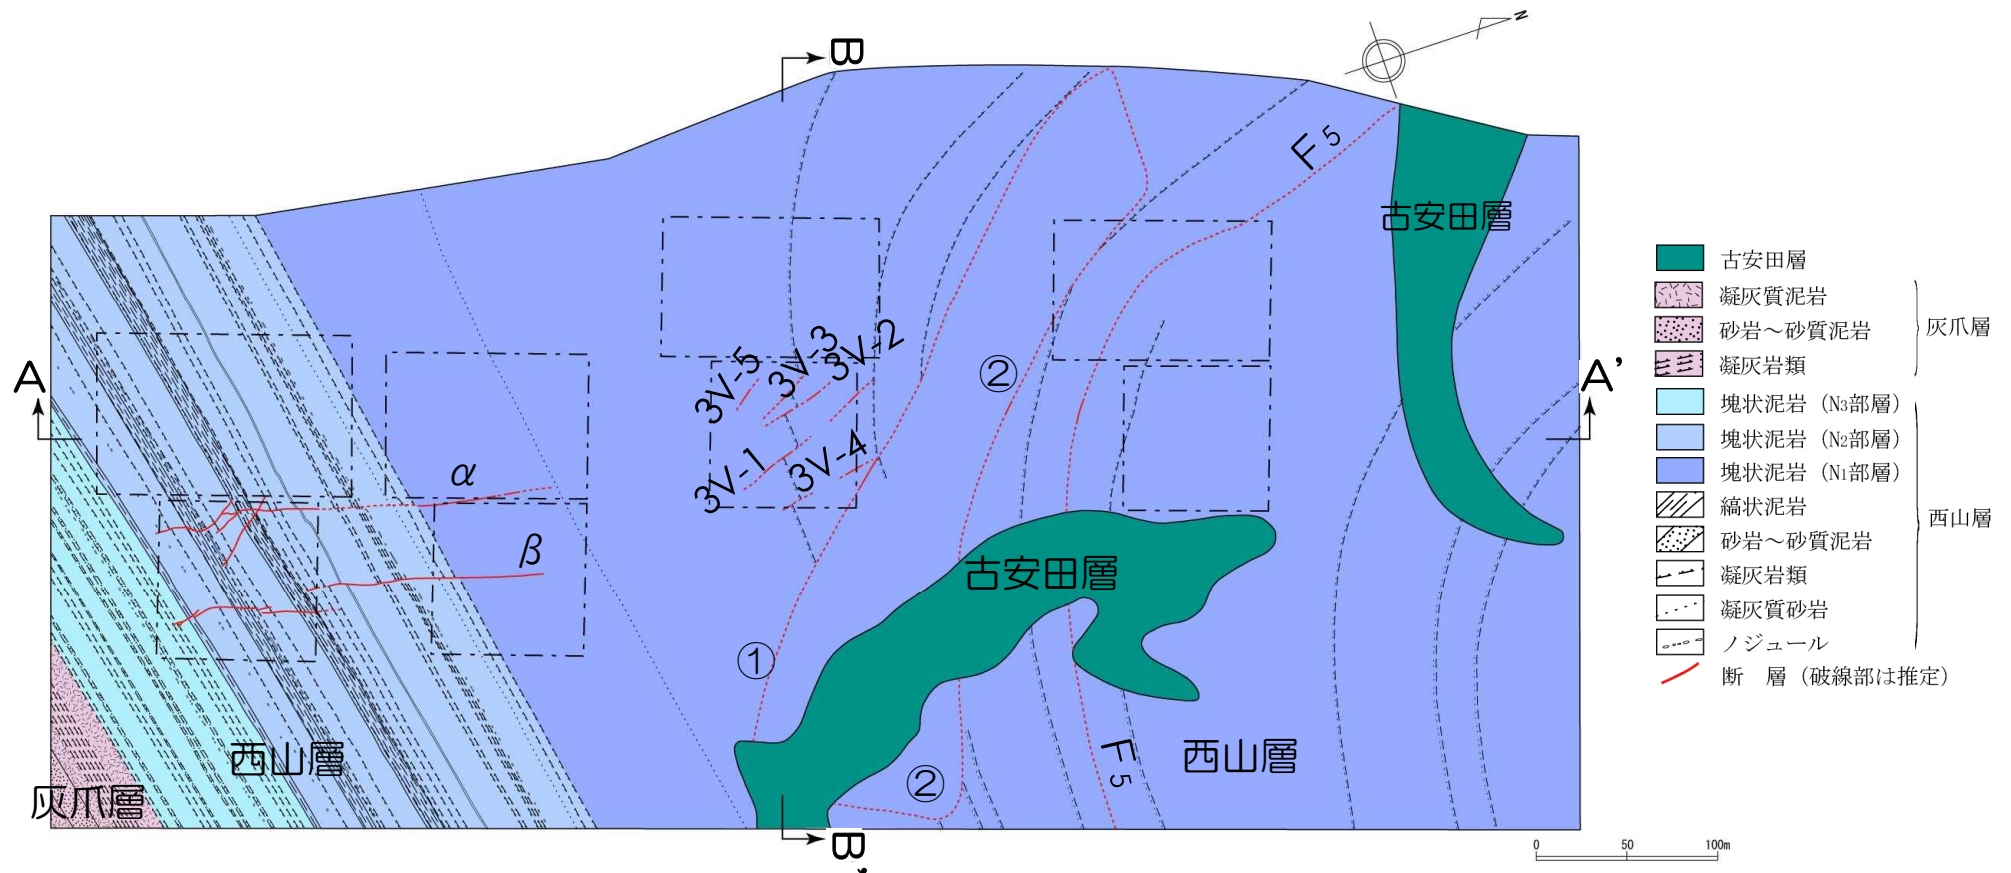 B
N
F5
古安田層
A
A'
3V-5
3V-3
3V-2
②
α
3V-1
3V-4
β
古安田層
①
西山層
灰爪層
②
F5
西山層
B'
古安田層
凝灰質泥岩
砂岩～砂質泥岩
凝灰岩類
灰爪層
塊状泥岩（N3部層）
塊状泥岩（N2部層）
塊状泥岩（N1部層）
縞状泥岩
砂岩～砂質泥岩
凝灰岩類
凝灰質砂岩
ノジュール
西山層
断　層（破線部は推定）
0 50 100m